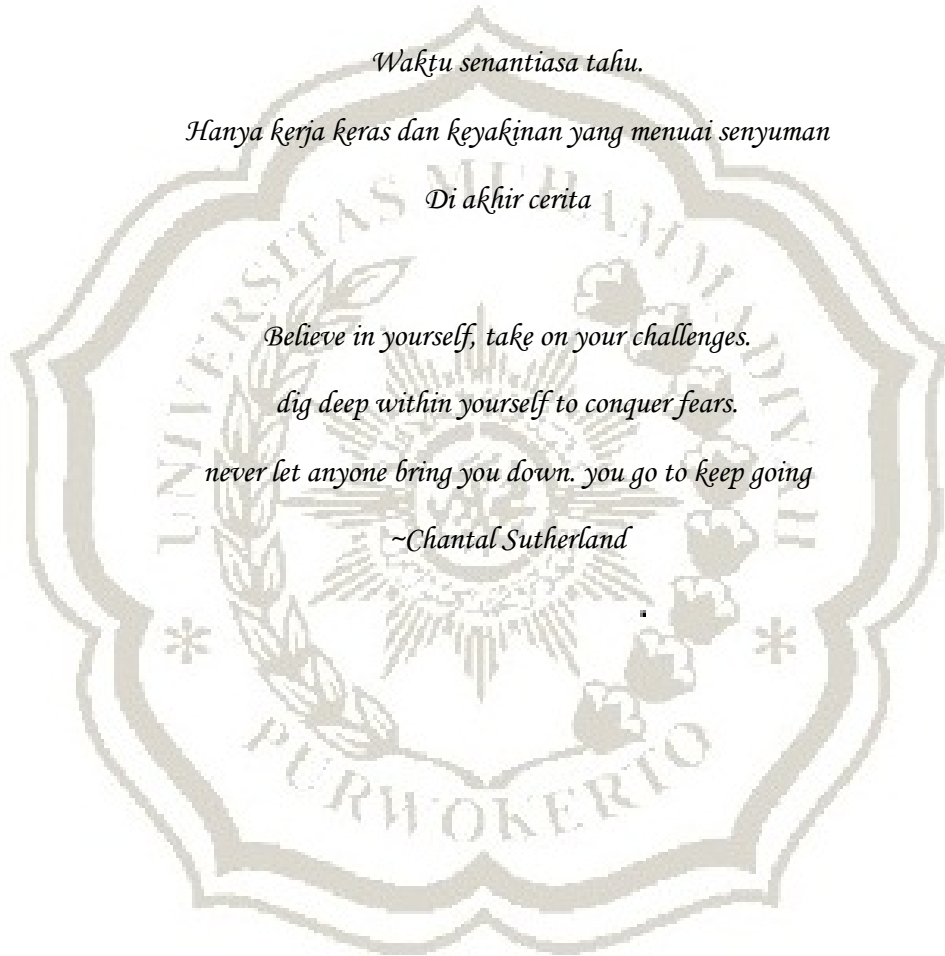 Waktu senantiasa tahu.
Hanya kerja keras dan keyakinan yang menuai senyuman
Di akhir cerita
Believe in yourself, take on your challenges.
dig deep within yourself to conquer fears.
never let anyone bring you down. you go to keep going
~Chantal Sutherland
UNIVERSITAS MUHAMMADIYAH
PURWOKERTO